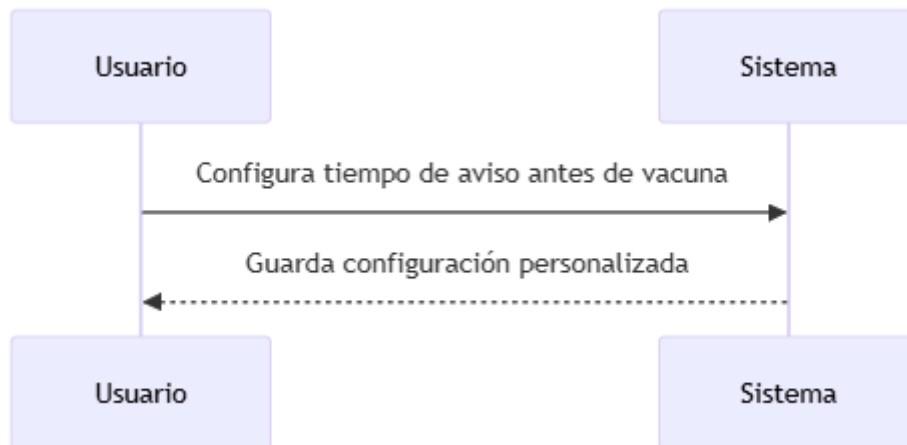 Usuario
Sistema
Configura tiempo de aviso antes de vacuna
Guarda configuración personalizada
Usuario
Sistema